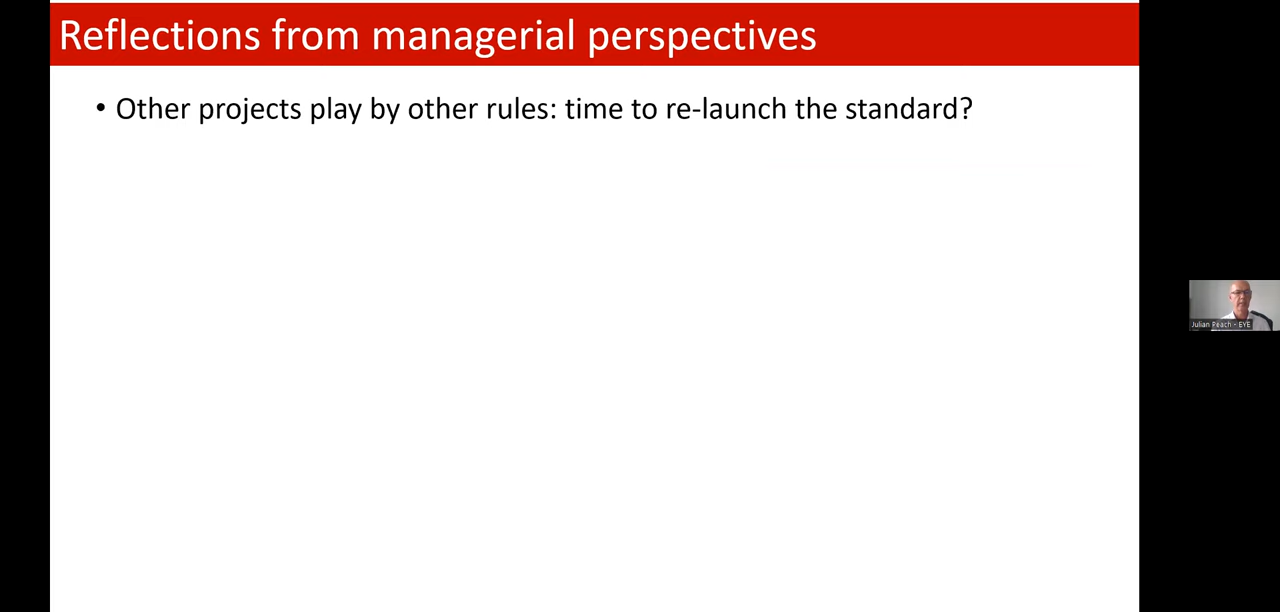 Reflections from managerial perspectives
• Other projects play by other rules: time to re-launch the standard?
Julian Peach - EYE